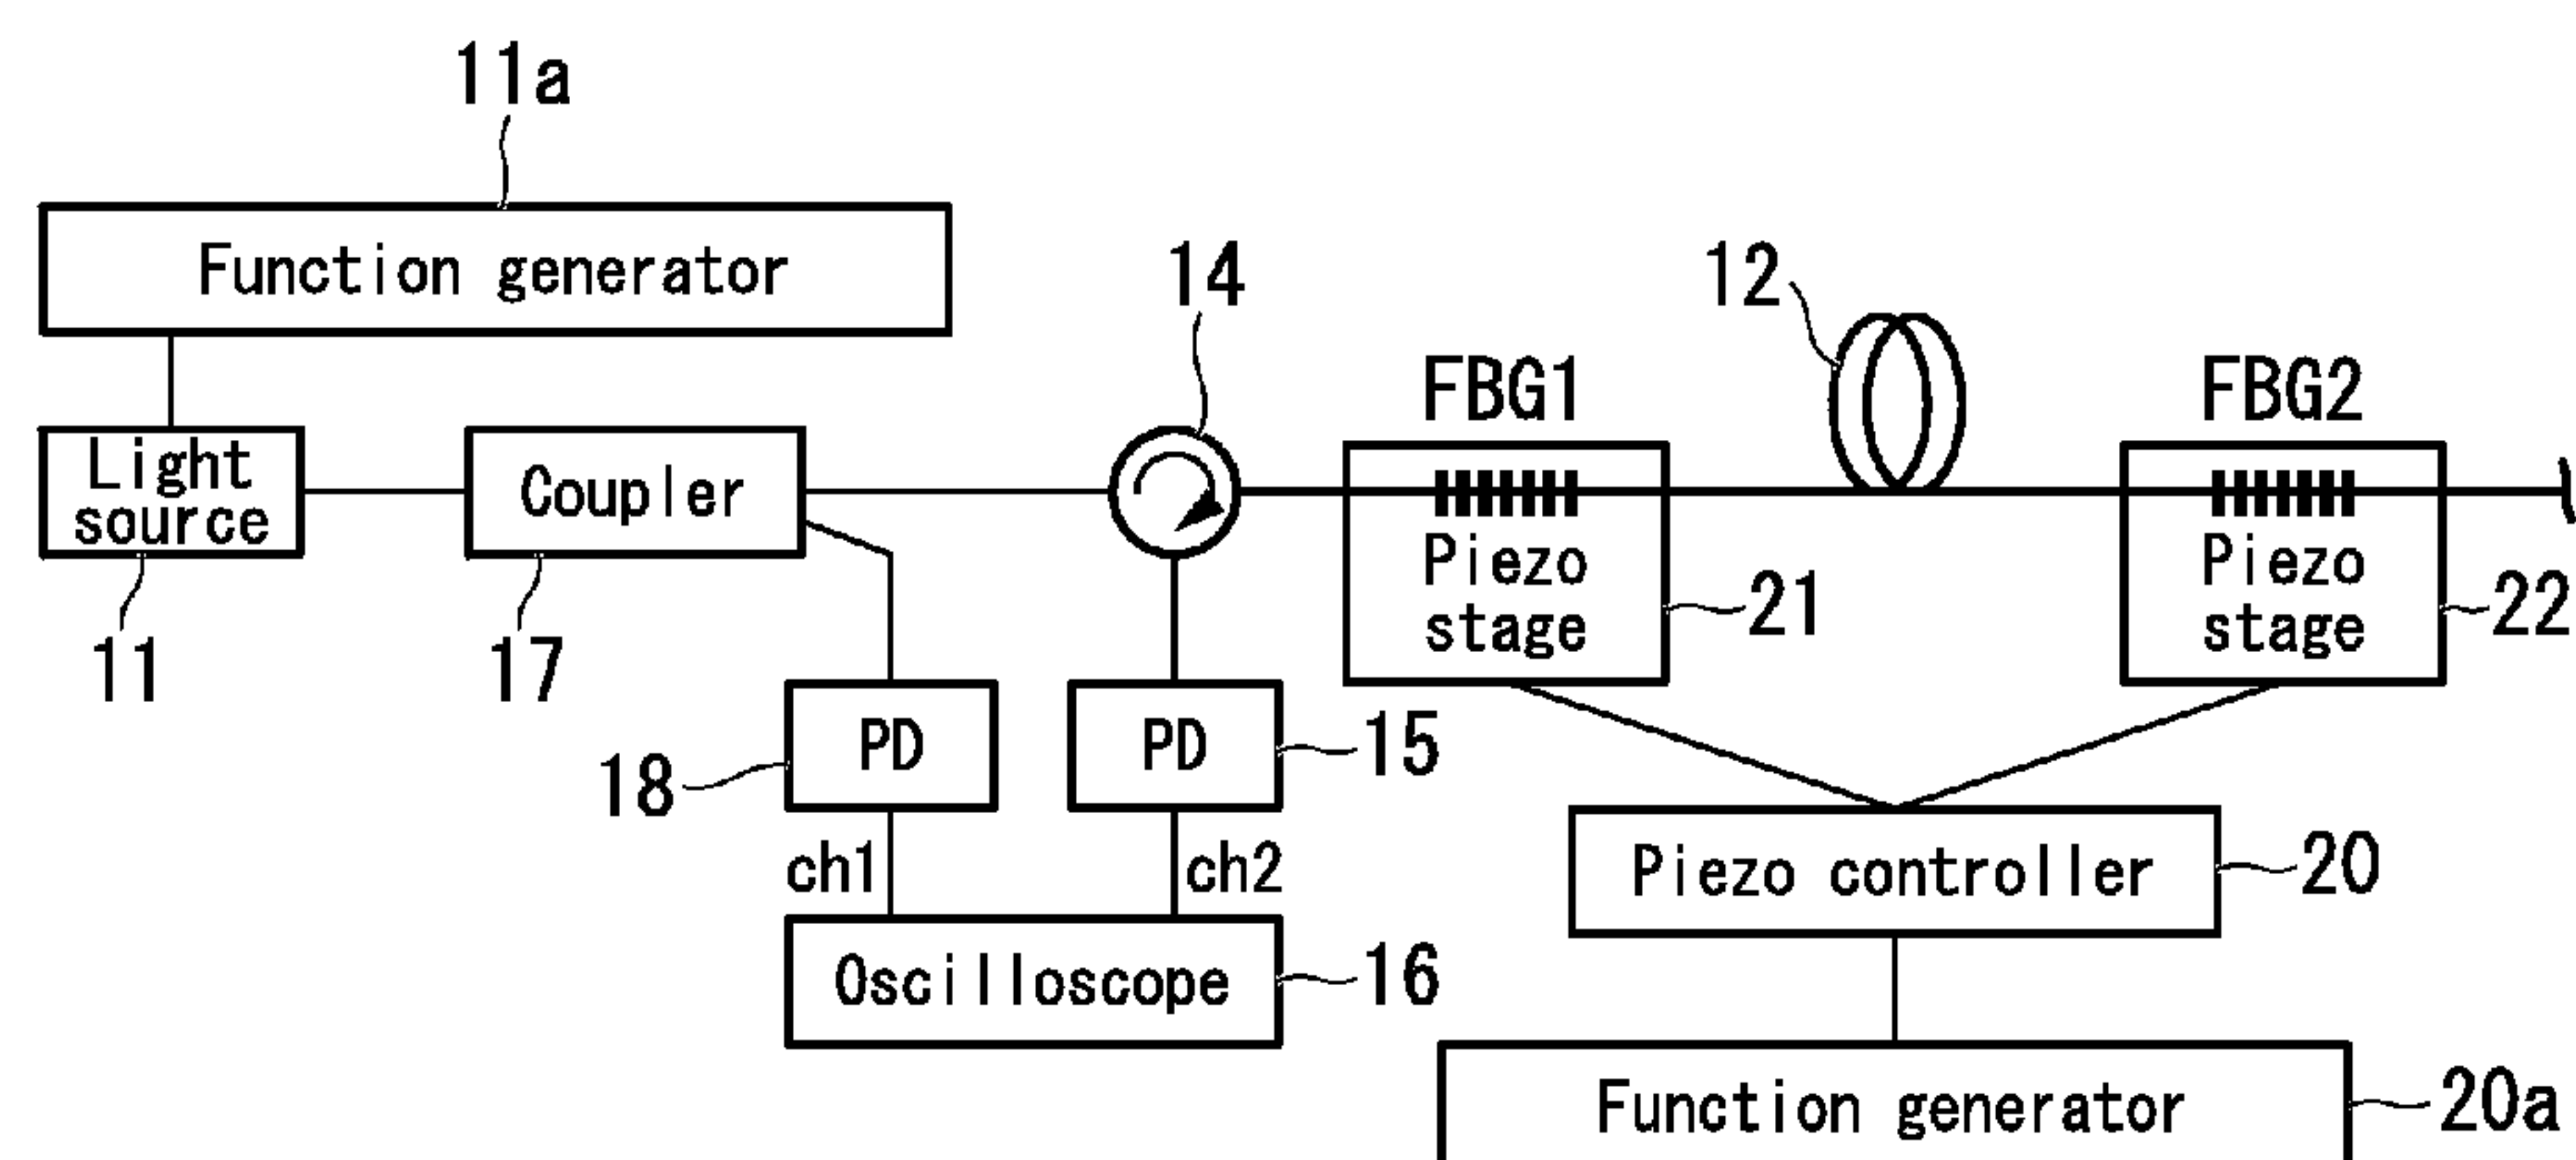 11a
Function generator
14
12
FBG1
FBG2
Light
source
Coupler
Piezo
stage
Piezo
stage
11
17
21
22
18
PD
PD
15
ch1
ch2
Piezo controller
20
Oscilloscope
16
Function generator
20a